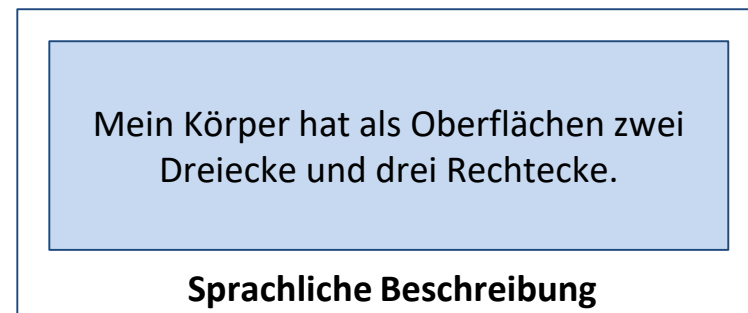 Mein Körper hat als Oberflächen zwei
Dreiecke und drei Rechtecke.
Sprachliche Beschreibung